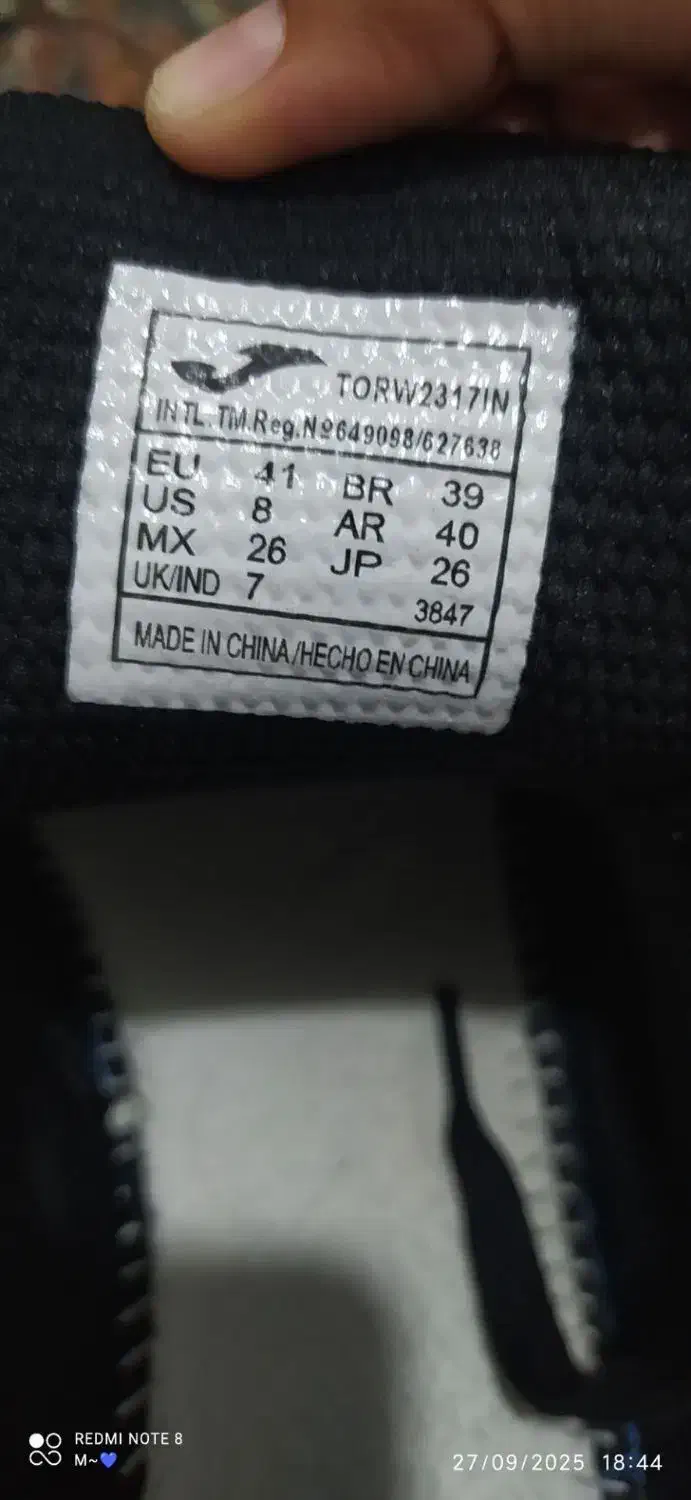 TORW2317IN
INTL. TM.Reg.Nº649098/627638
EU 41 BR 39
US 8 AR 40
MX 26 JP 26
UK/IND 7 3847
MADE IN CHINA/HECHO EN CHINA
REDMI NOTE 8
M~💙
27/09/2025 18:44